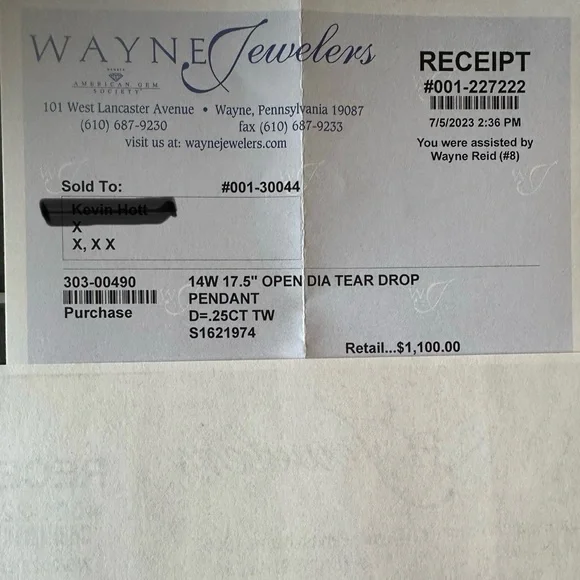 WAYNE Jewelers
MEMBER
AMERICAN GEM
SOCIETY
101 West Lancaster Avenue • Wayne, Pennsylvania 19087
(610) 687-9230 fax (610) 687-9233
visit us at: waynejewelers.com
RECEIPT
#001-227222
7/5/2023 2:36 PM
You were assisted by
Wayne Reid (#8)
Sold To: #001-30044
X
X, X X
303-00490 14W 17.5" OPEN DIA TEAR DROP
PENDANT
Purchase D=.25CT TW
S1621974
Retail...$1,100.00